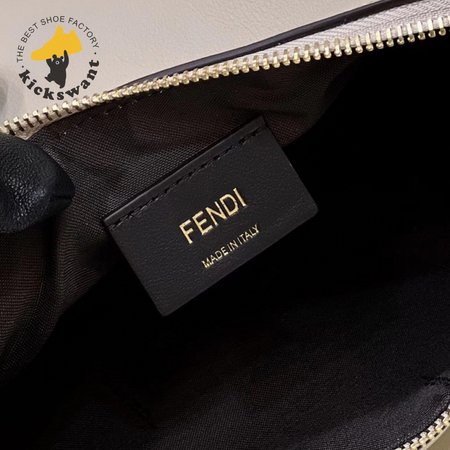 THE BEST SHOE FACTORY
kickswant
FENDI
MADE IN ITALY